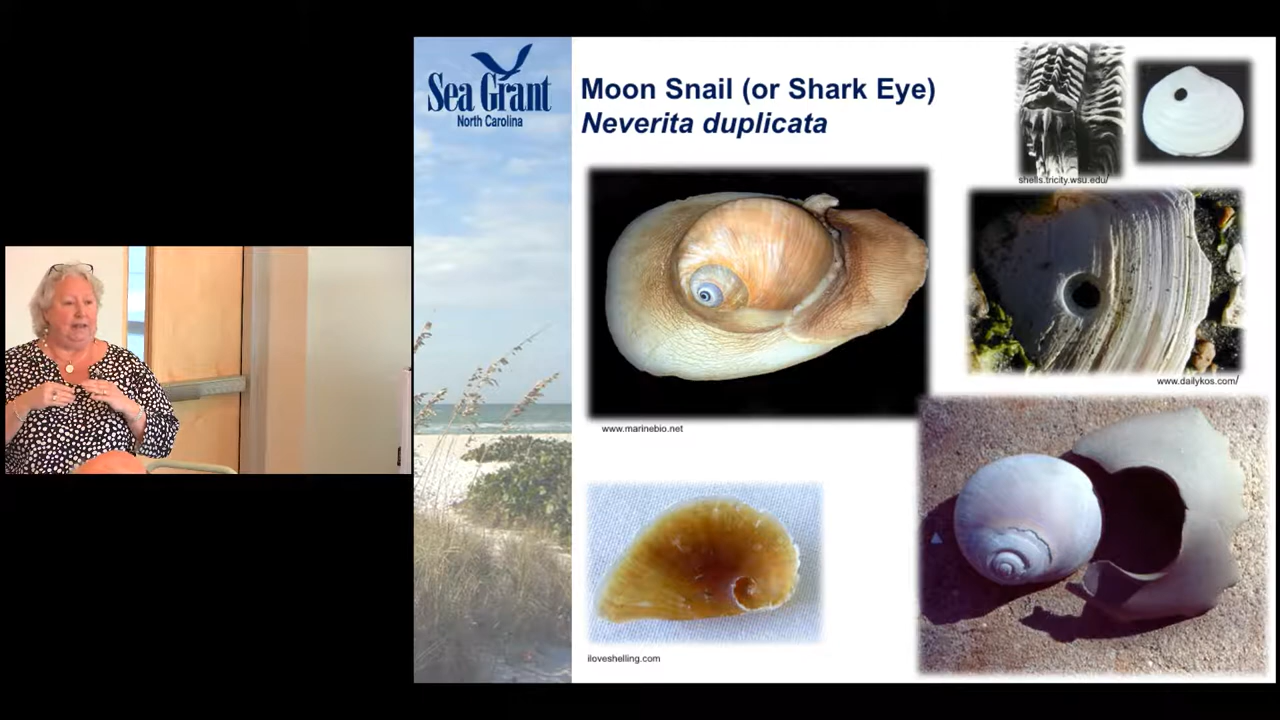 Sea Grant
North Carolina
Moon Snail (or Shark Eye)
Neverita duplicata
shells.tricity.wsu.edu/
www.dailykos.com/
www.marinebio.net
iloveshelling.com